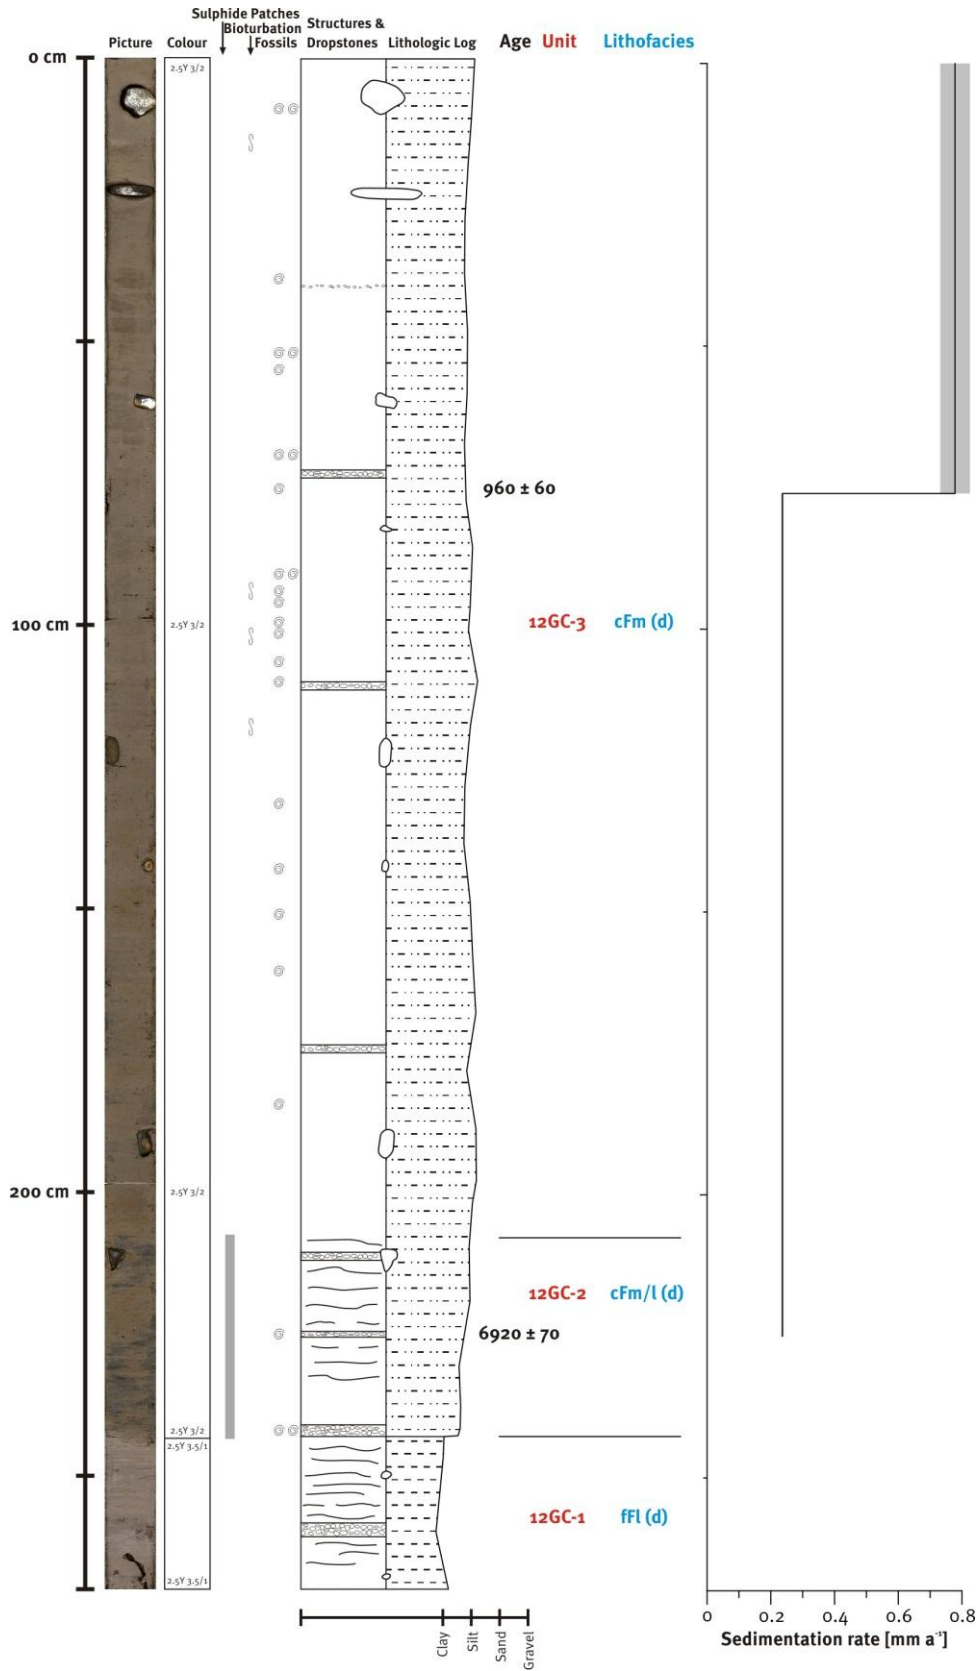 Sulphide Patches
Bioturbation
Structures &
Picture Colour Fossils Dropstones Lithologic Log Age Unit Lithofacies
0 cm
2.5Y 3/2
960 ± 60
100 cm
2.5Y 3/2
12GC-3 cFm (d)
200 cm
2.5Y 3/2
12GC-2 cFm/l (d)
6920 ± 70
2.5Y 3/2
2.5Y 3.5/1
12GC-1 fFl (d)
2.5Y 3.5/1
Clay
Silt
Sand
Gravel
0 0.2 0.4 0.6 0.8
Sedimentation rate [mm a⁻¹]